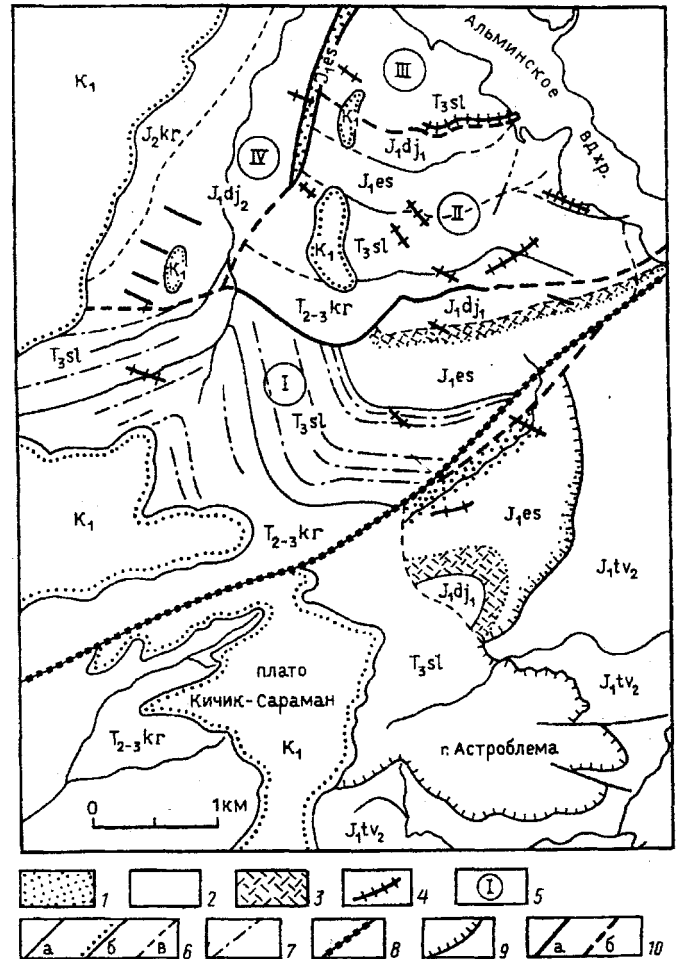 K₁
J₁es
III
Альминское
вдхр.
J₂kr
K₁
T₃sl
J₁dj₁
IV
J₁es
J₁dj₂
II
K₁
K₁
T₃sl
T₂₋₃kr
J₁dj₁
T₃sl
J₁es
I
T₃sl
K₁
J₁es
T₂₋₃kr
J₁tv₂
J₁dj₁
плато
Кичик-Сараман
T₃sl
J₁tv₂
T₂₋₃kr
K₁
г. Астроблема
0 1км
J₁tv₂
1 2 3 4 I 5
а б в 6 7 8 9 а б 10